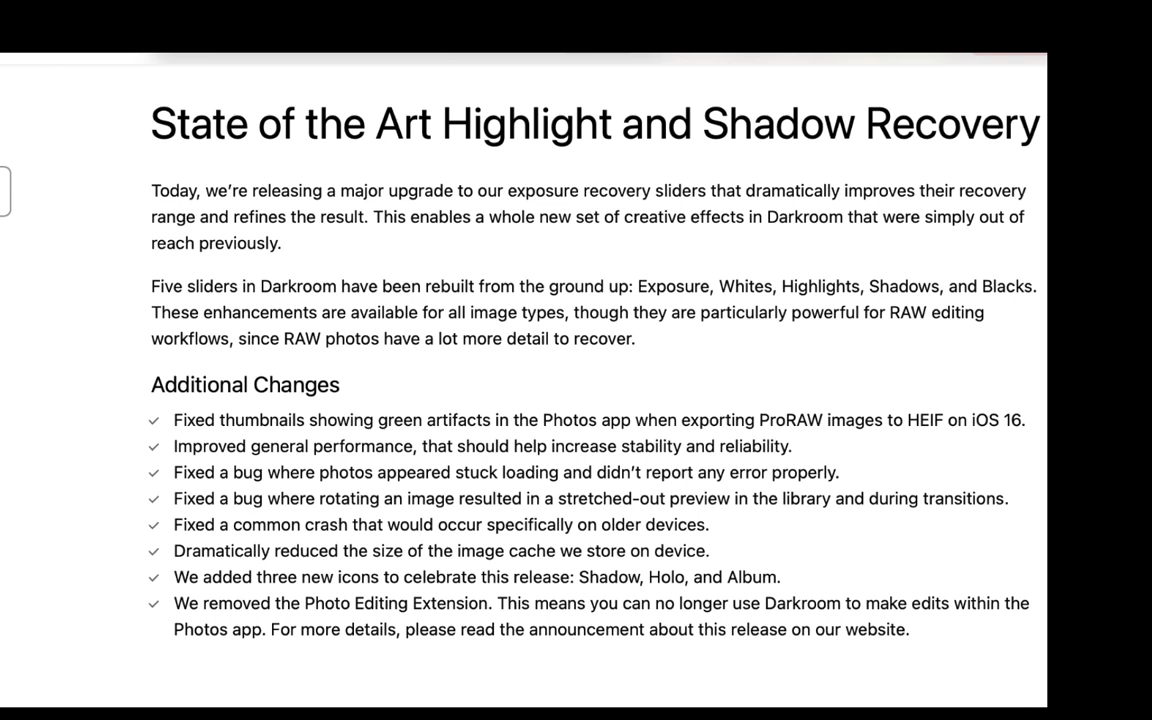 State of the Art Highlight and Shadow Recovery
Today, we’re releasing a major upgrade to our exposure recovery sliders that dramatically improves their recovery
range and refines the result. This enables a whole new set of creative effects in Darkroom that were simply out of
reach previously.
Five sliders in Darkroom have been rebuilt from the ground up: Exposure, Whites, Highlights, Shadows, and Blacks.
These enhancements are available for all image types, though they are particularly powerful for RAW editing
workflows, since RAW photos have a lot more detail to recover.
Additional Changes
✓ Fixed thumbnails showing green artifacts in the Photos app when exporting ProRAW images to HEIF on iOS 16.
✓ Improved general performance, that should help increase stability and reliability.
✓ Fixed a bug where photos appeared stuck loading and didn’t report any error properly.
✓ Fixed a bug where rotating an image resulted in a stretched-out preview in the library and during transitions.
✓ Fixed a common crash that would occur specifically on older devices.
✓ Dramatically reduced the size of the image cache we store on device.
✓ We added three new icons to celebrate this release: Shadow, Holo, and Album.
✓ We removed the Photo Editing Extension. This means you can no longer use Darkroom to make edits within the
Photos app. For more details, please read the announcement about this release on our website.